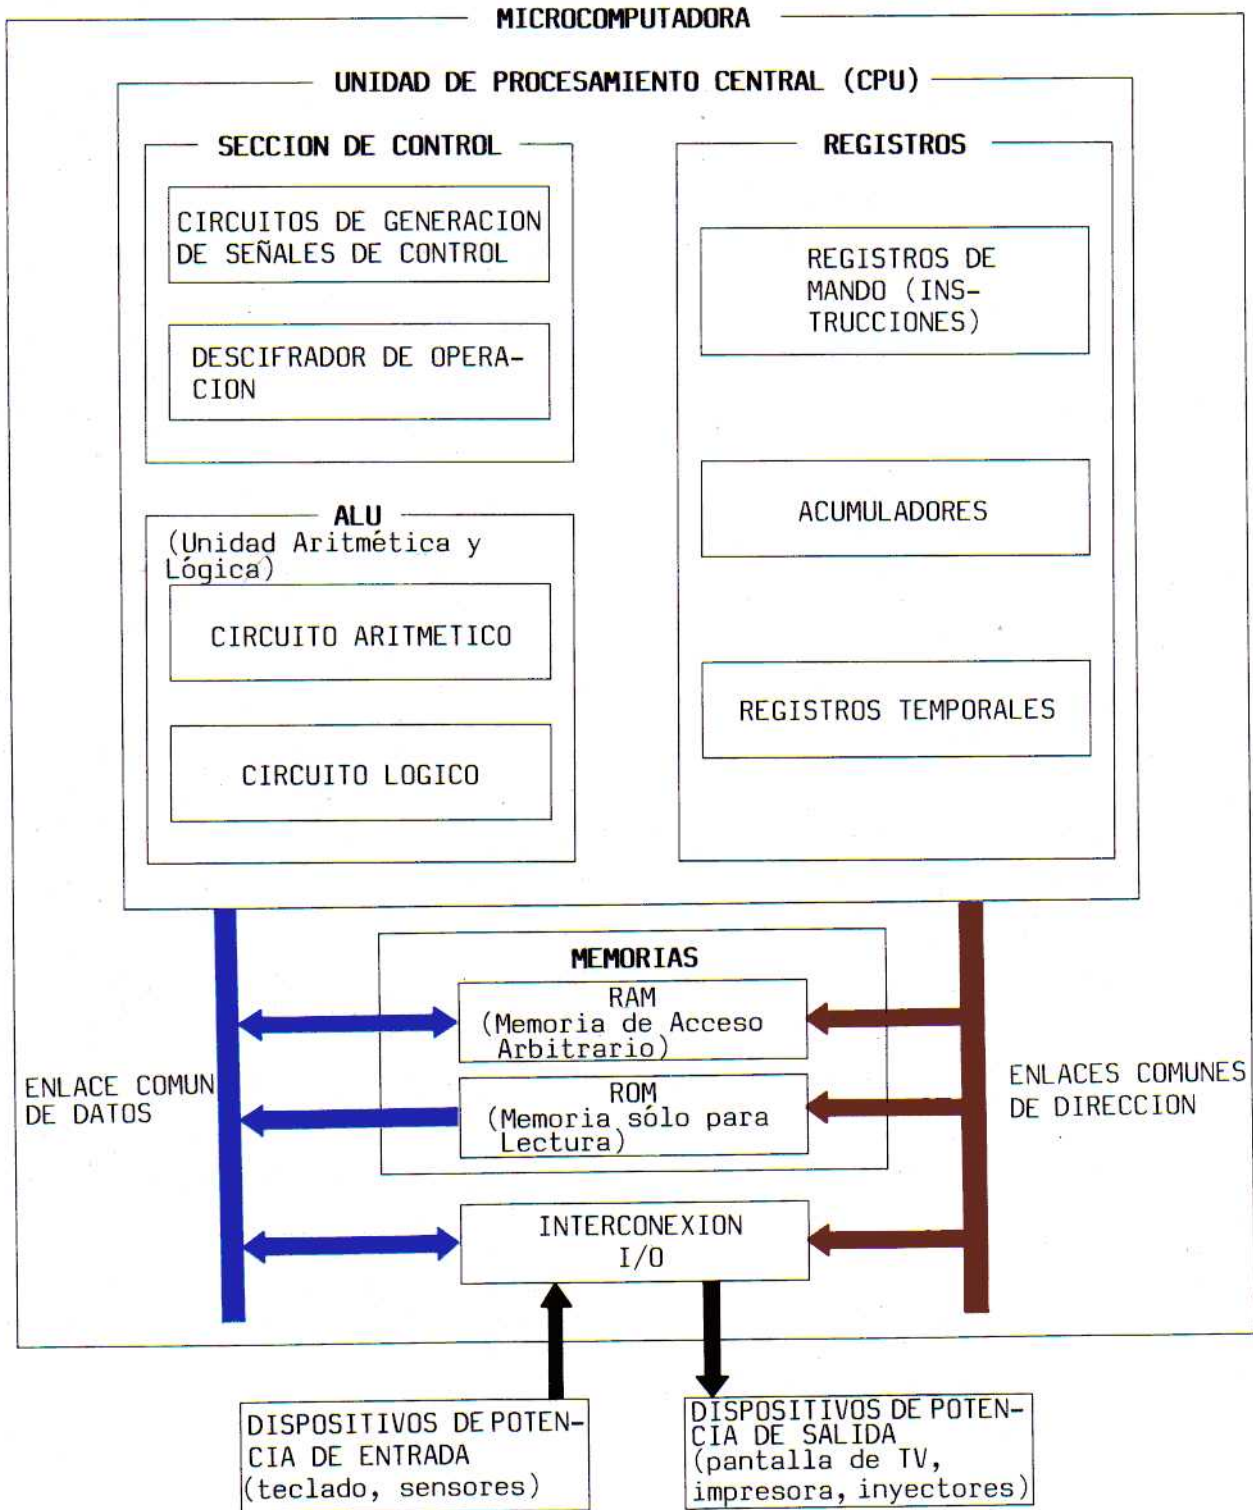 MICROCOMPUTADORA
UNIDAD DE PROCESAMIENTO CENTRAL (CPU)
SECCION DE CONTROL
CIRCUITOS DE GENERACION
DE SEÑALES DE CONTROL
DESCIFRADOR DE OPERA-
CION
ALU
(Unidad Aritmética y
Lógica)
CIRCUITO ARITMETICO
CIRCUITO LOGICO
REGISTROS
REGISTROS DE
MANDO (INS-
TRUCCIONES)
ACUMULADORES
REGISTROS TEMPORALES
MEMORIAS
RAM
(Memoria de Acceso
Arbitrario)
ROM
(Memoria sólo para
Lectura)
ENLACE COMUN
DE DATOS
ENLACES COMUNES
DE DIRECCION
INTERCONEXION
I/O
DISPOSITIVOS DE POTEN-
CIA DE ENTRADA
(teclado, sensores)
DISPOSITIVOS DE POTEN-
CIA DE SALIDA
(pantalla de TV,
impresora, inyectores)